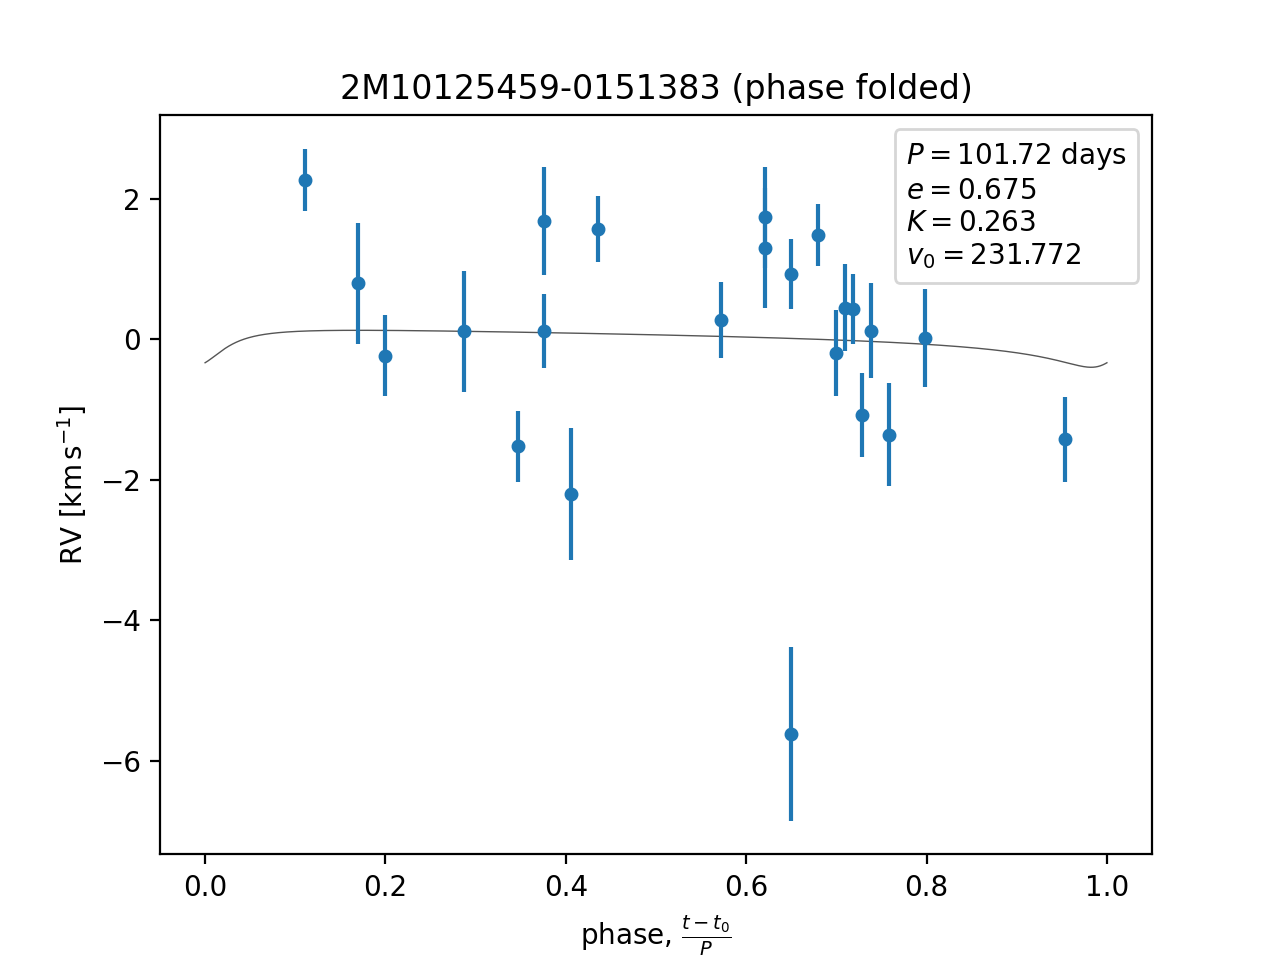 2M10125459-0151383 (phase folded)
P = 101.72 days
e = 0.675
K = 0.263
v₀ = 231.772
RV [km s⁻¹]
2
0
−2
−4
−6
0.0 0.2 0.4 0.6 0.8 1.0
phase, (t − t₀)/P